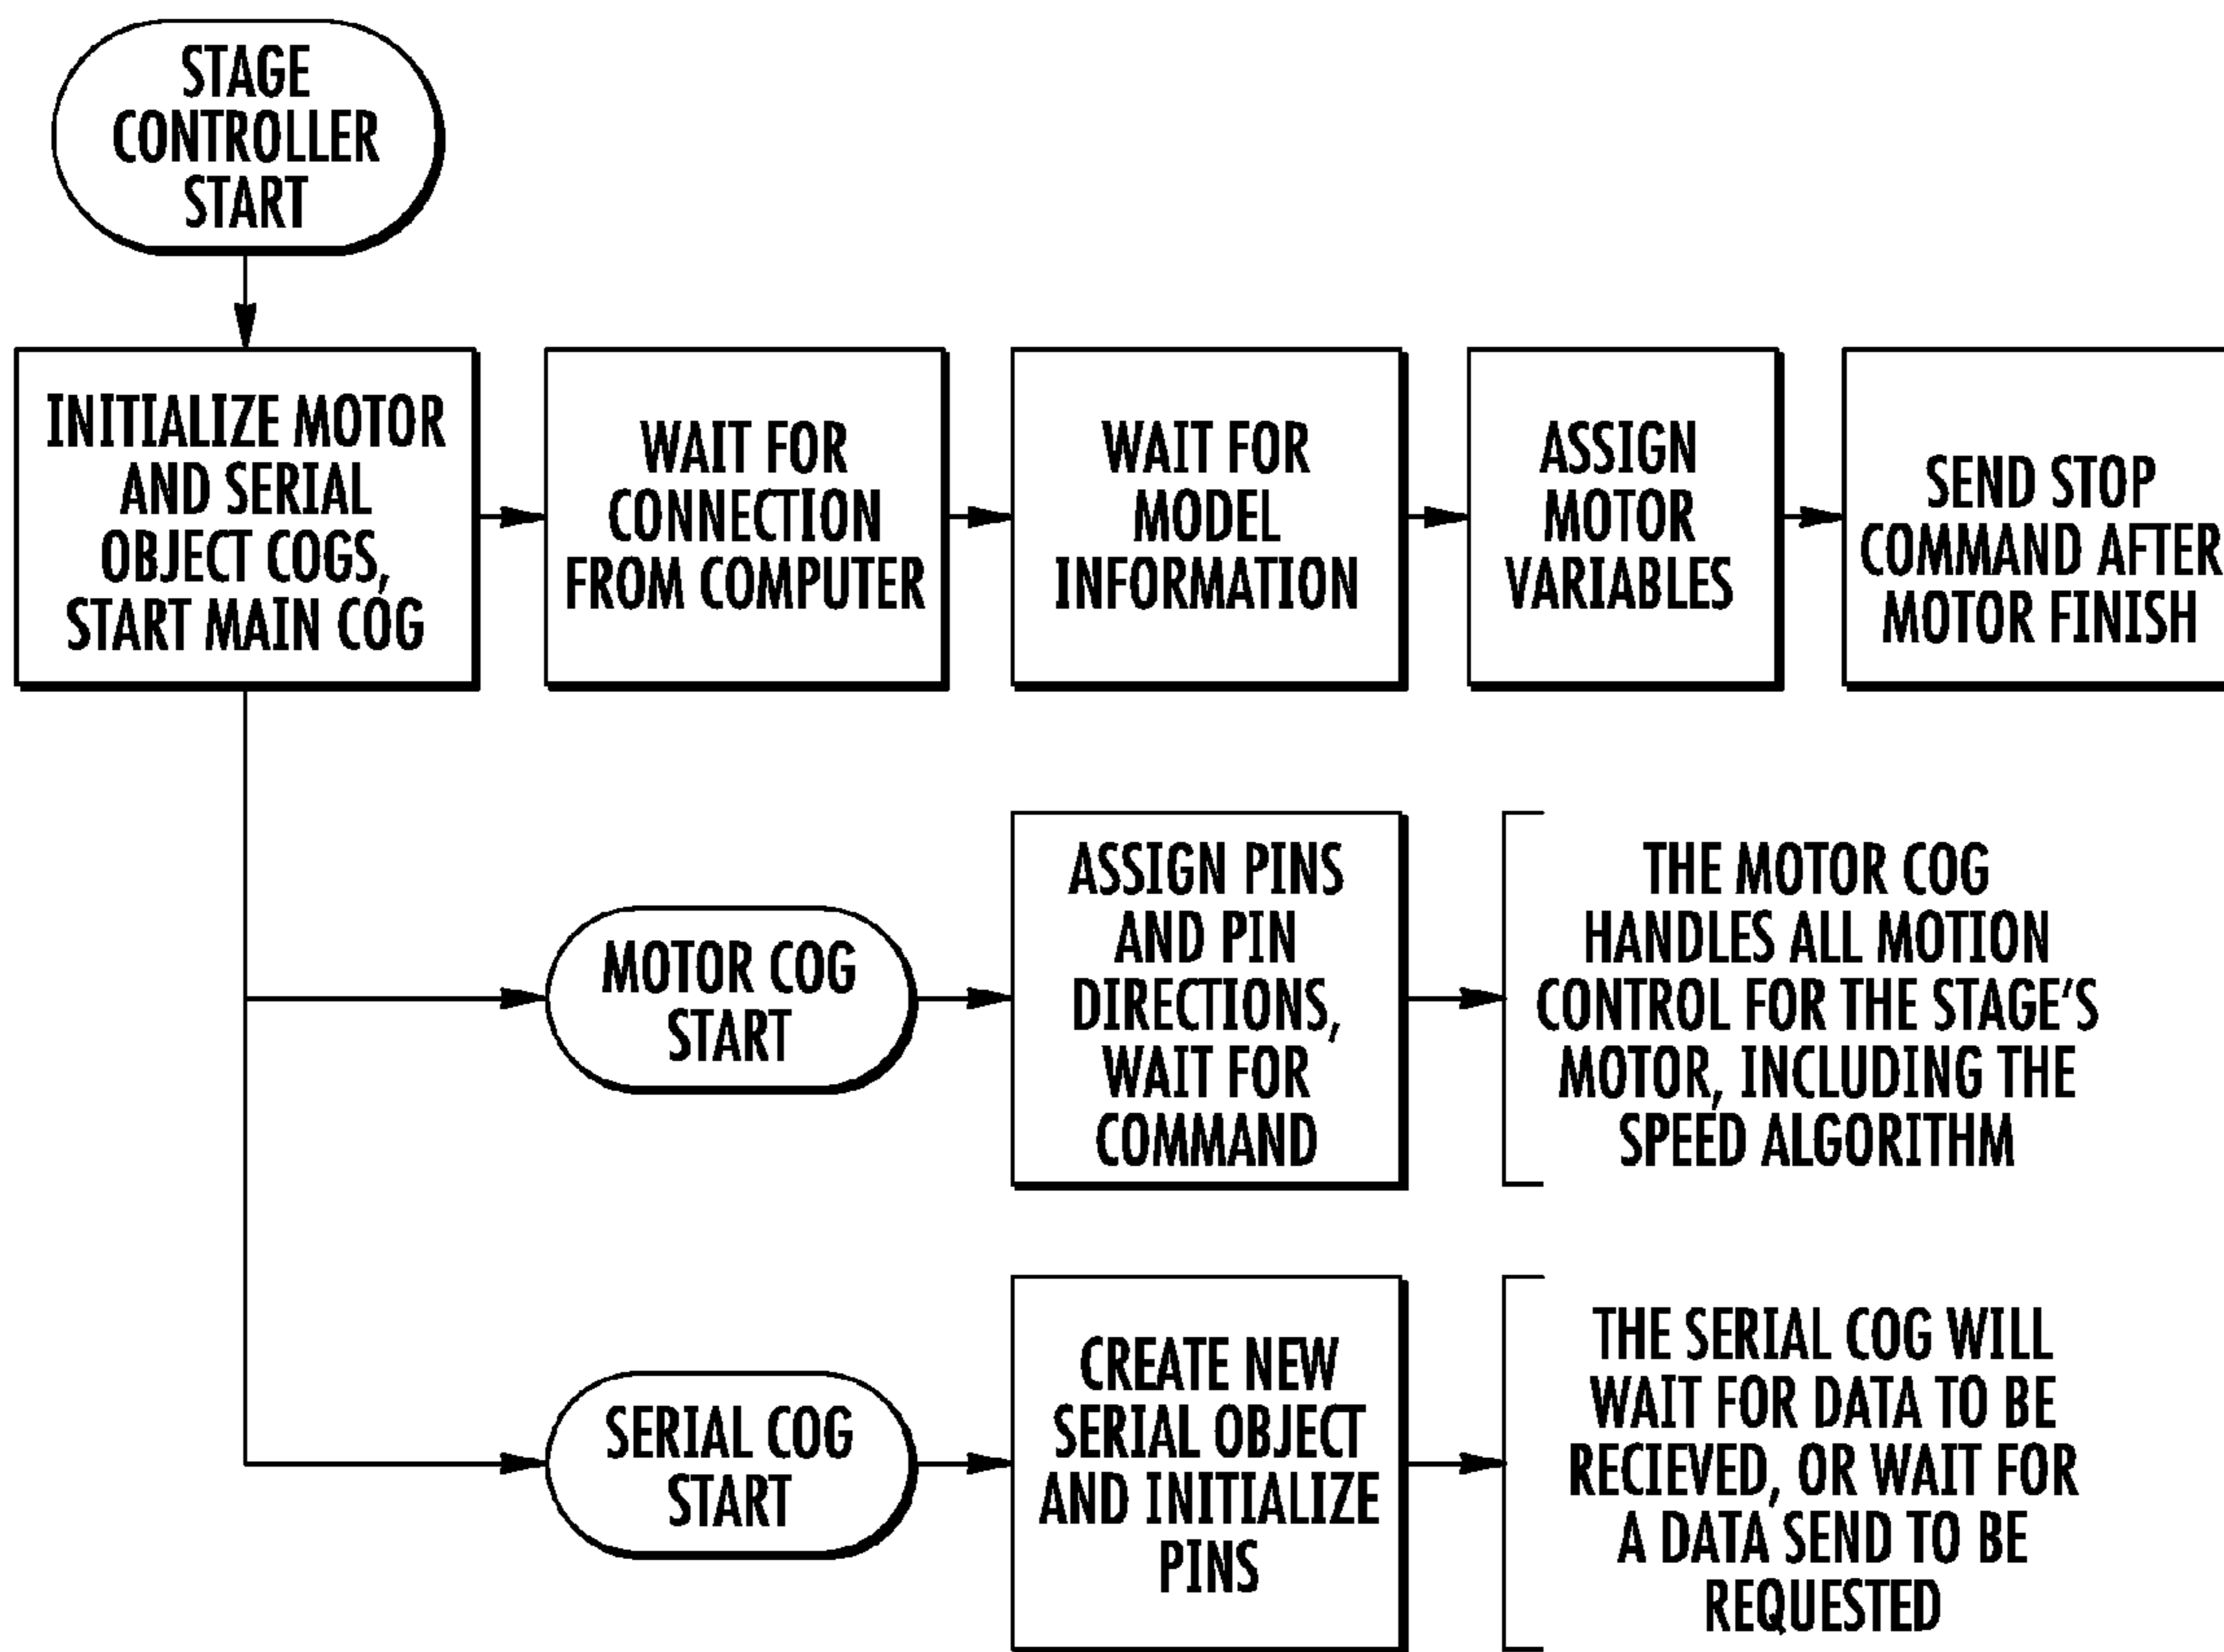 STAGE
CONTROLLER
START
INITIALIZE MOTOR
AND SERIAL
OBJECT COGS,
START MAIN COG
WAIT FOR
CONNECTION
FROM COMPUTER
WAIT FOR
MODEL
INFORMATION
ASSIGN
MOTOR
VARIABLES
SEND STOP
COMMAND AFTER
MOTOR FINISH
MOTOR COG
START
ASSIGN PINS
AND PIN
DIRECTIONS,
WAIT FOR
COMMAND
THE MOTOR COG
HANDLES ALL MOTION
CONTROL FOR THE STAGE'S
MOTOR, INCLUDING THE
SPEED ALGORITHM
SERIAL COG
START
CREATE NEW
SERIAL OBJECT
AND INITIALIZE
PINS
THE SERIAL COG WILL
WAIT FOR DATA TO BE
RECIEVED, OR WAIT FOR
A DATA SEND TO BE
REQUESTED